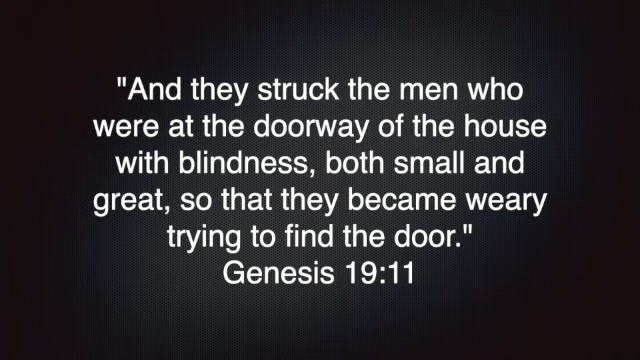 "And they struck the men who
were at the doorway of the house
with blindness, both small and
great, so that they became weary
trying to find the door."
Genesis 19:11